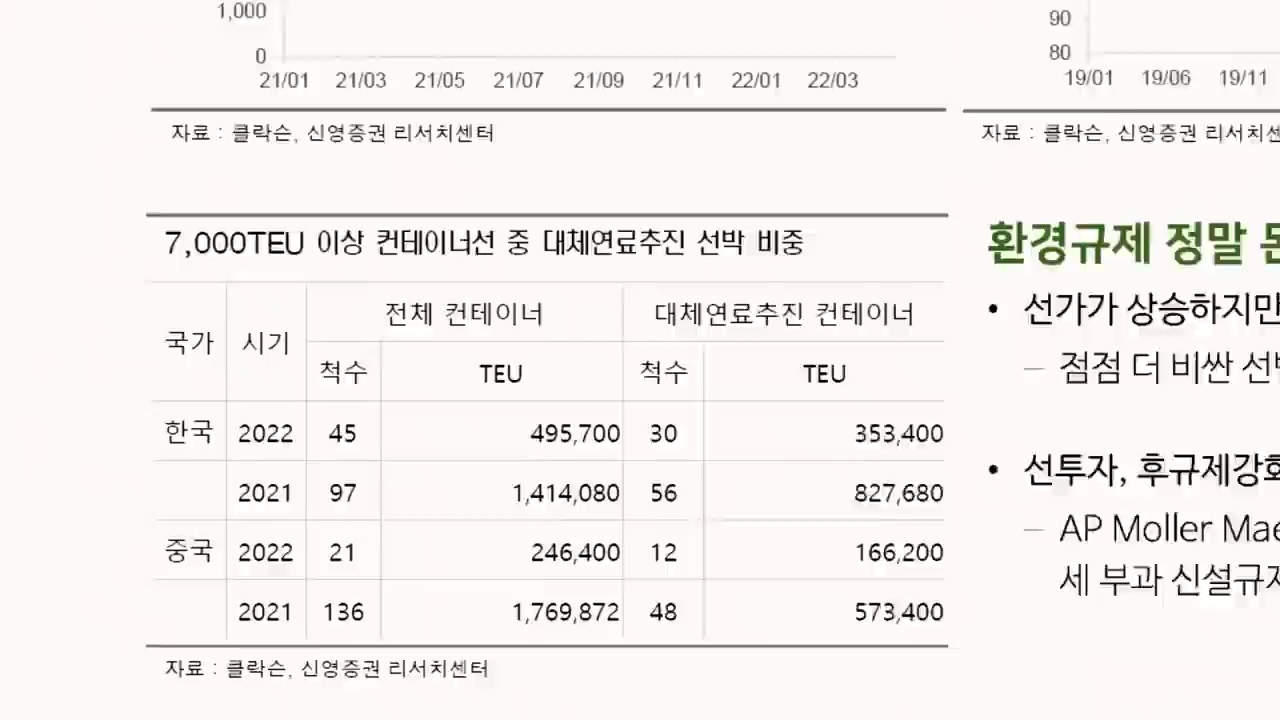 1,000
0
21/01 21/03 21/05 21/07 21/09 21/11 22/01 22/03
자료 : 클락슨, 신영증권 리서치센터
90
80
19/01 19/06 19/11
자료 : 클락슨, 신영증권 리서치
7,000TEU 이상 컨테이너선 중 대체연료추진 선박 비중
국가 시기 전체 컨테이너 대체연료추진 컨테이너
척수 TEU 척수 TEU
한국 2022 45 495,700 30 353,400
2021 97 1,414,080 56 827,680
중국 2022 21 246,400 12 166,200
2021 136 1,769,872 48 573,400
자료 : 클락슨, 신영증권 리서치센터
환경규제 정말
• 선가가 상승하지만
– 점점 더 비싼
• 선투자, 후규제강화
– AP Moller
세 부과 신설규제